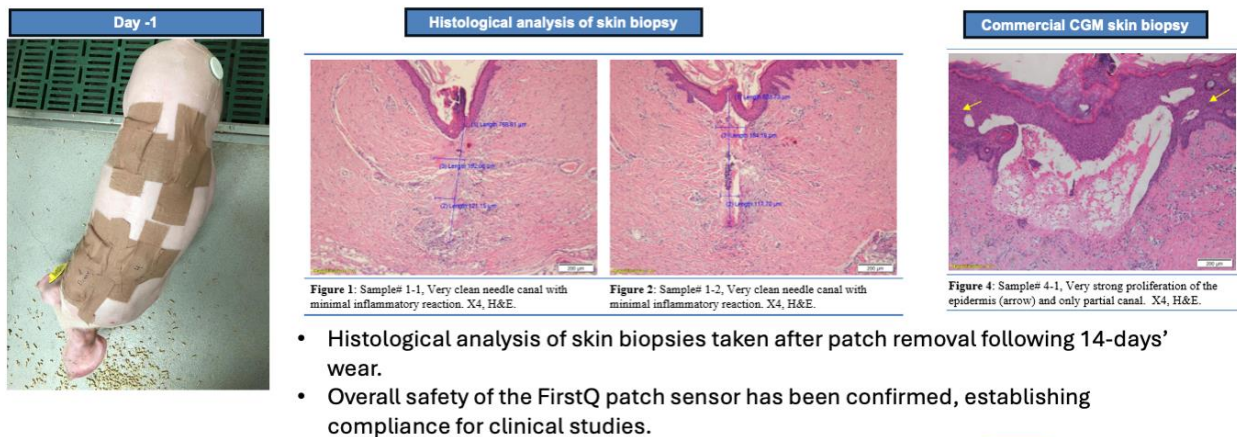 Day -1
Histological analysis of skin biopsy
Commercial CGM skin biopsy
200 µm
200 µm
200 µm
Figure 1: Sample# 1-1, Very clean needle canal with
minimal inflammatory reaction. X4, H&E.
Figure 2: Sample# 1-2, Very clean needle canal with
minimal inflammatory reaction. X4, H&E.
Figure 4: Sample# 4-1, Very strong proliferation of the
epidermis (arrow) and only partial canal. X4, H&E.
• Histological analysis of skin biopsies taken after patch removal following 14-days'
wear.
• Overall safety of the FirstQ patch sensor has been confirmed, establishing
compliance for clinical studies.